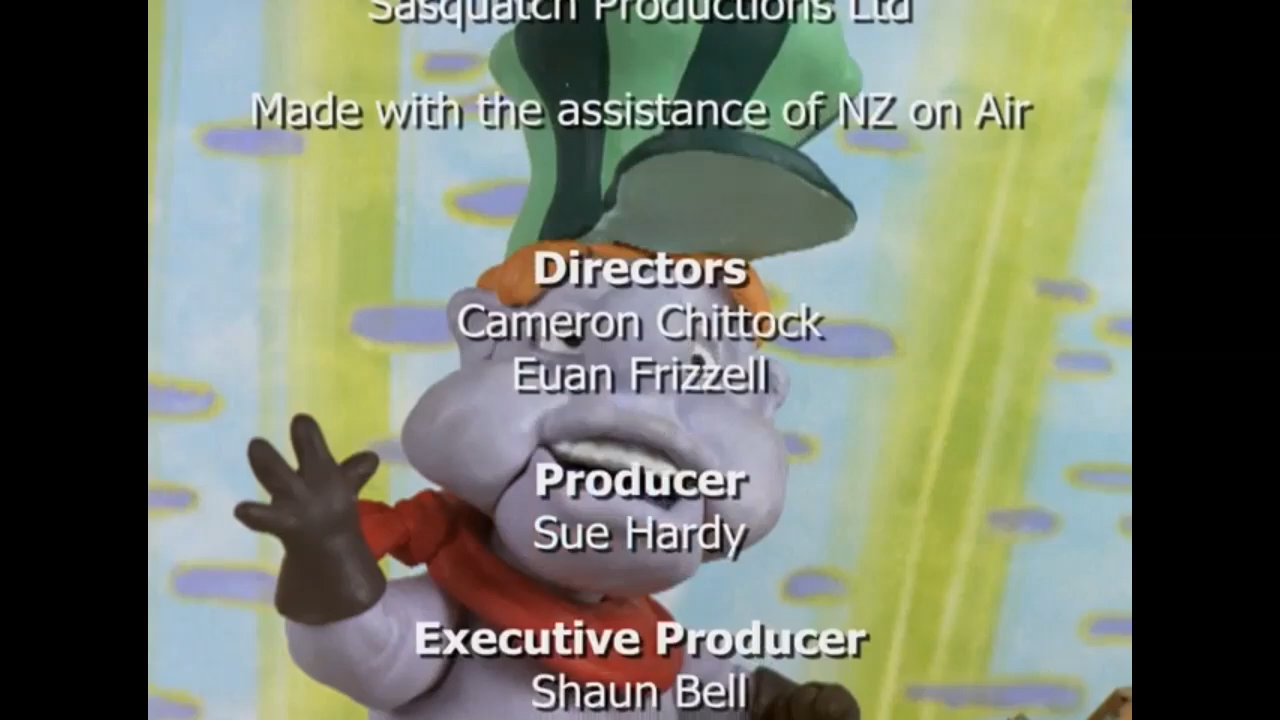 Sasquatch Productions Ltd
Made with the assistance of NZ on Air
Directors
Cameron Chittock
Euan Frizzell
Producer
Sue Hardy
Executive Producer
Shaun Bell